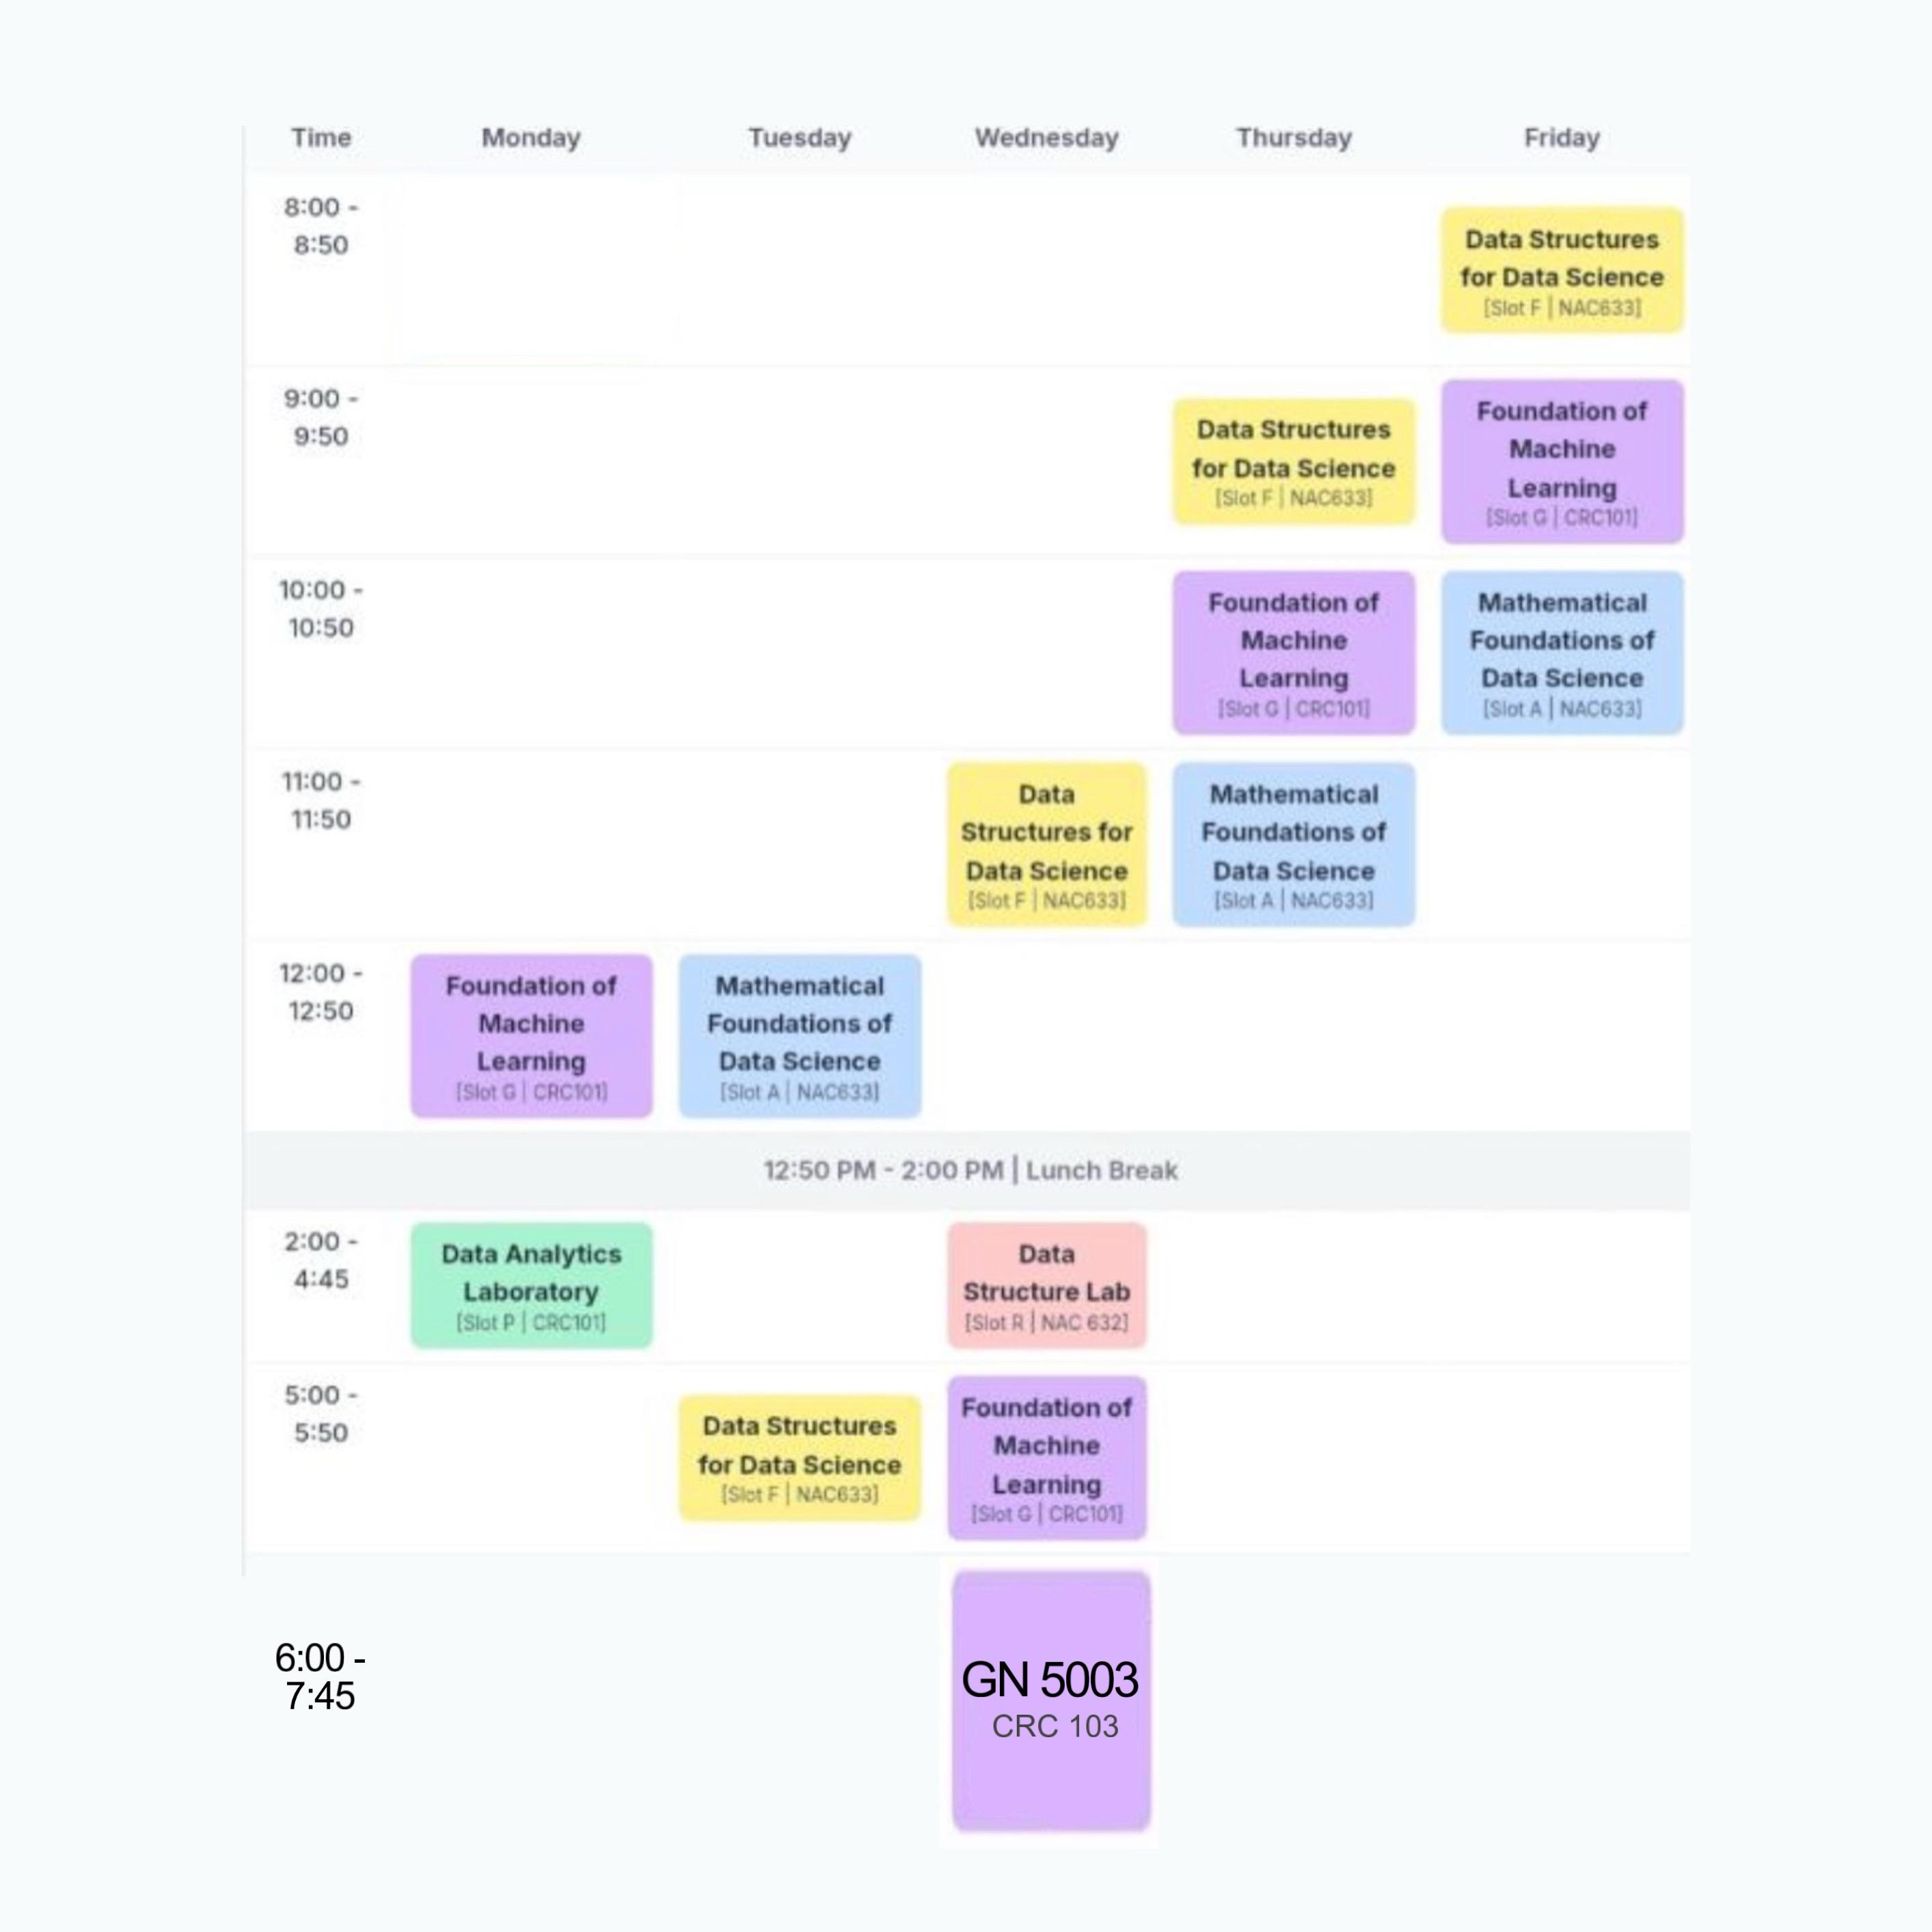 Time Monday Tuesday Wednesday Thursday Friday
8:00 -
8:50
Data Structures
for Data Science
[Slot F | NAC633]
9:00 -
9:50
Data Structures
for Data Science
[Slot F | NAC633]
Foundation of
Machine
Learning
[Slot G | CRC101]
10:00 -
10:50
Foundation of
Machine
Learning
[Slot G | CRC101]
Mathematical
Foundations of
Data Science
[Slot A | NAC633]
11:00 -
11:50
Data
Structures for
Data Science
[Slot F | NAC633]
Mathematical
Foundations of
Data Science
[Slot A | NAC633]
12:00 -
12:50
Foundation of
Machine
Learning
[Slot G | CRC101]
Mathematical
Foundations of
Data Science
[Slot A | NAC633]
12:50 PM - 2:00 PM | Lunch Break
2:00 -
4:45
Data Analytics
Laboratory
[Slot P | CRC101]
Data
Structure Lab
[Slot R | NAC 632]
5:00 -
5:50
Data Structures
for Data Science
[Slot F | NAC633]
Foundation of
Machine
Learning
[Slot G | CRC101]
6:00 -
7:45
GN 5003
CRC 103